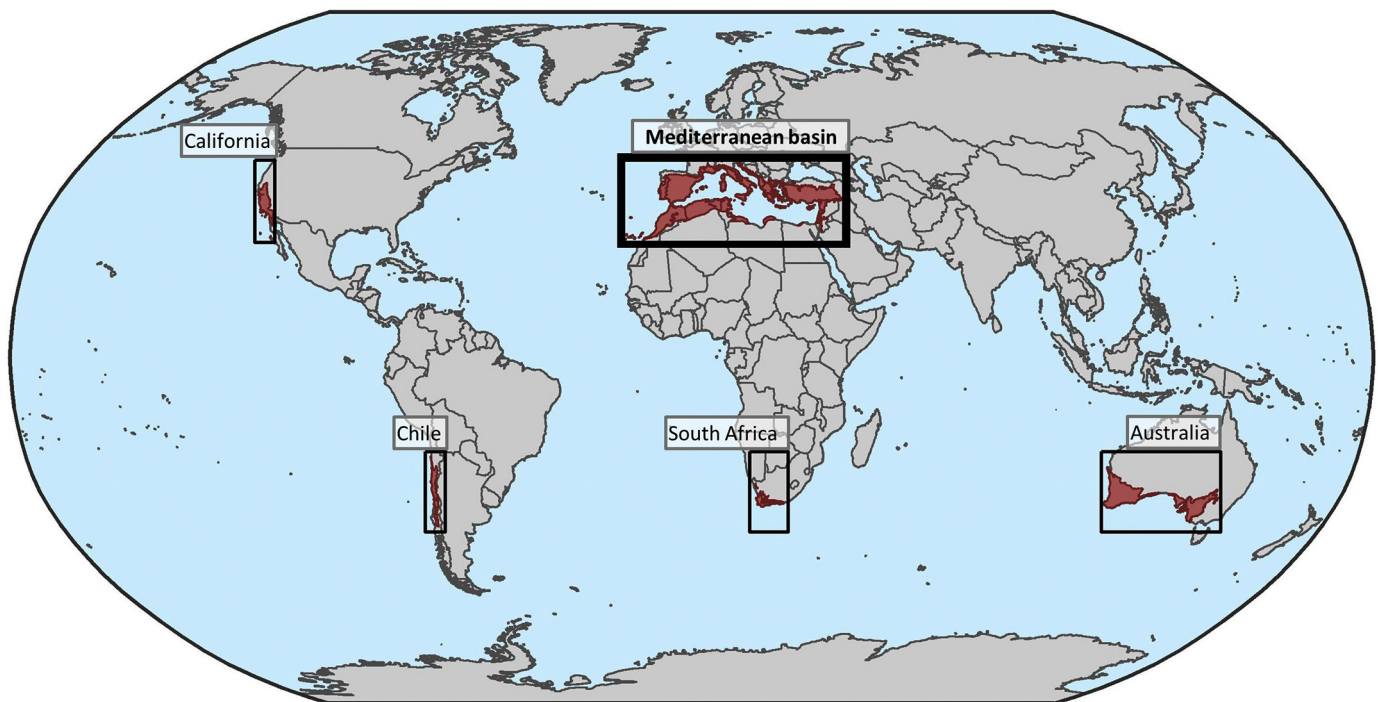 California
Mediterranean basin
Chile
South Africa
Australia